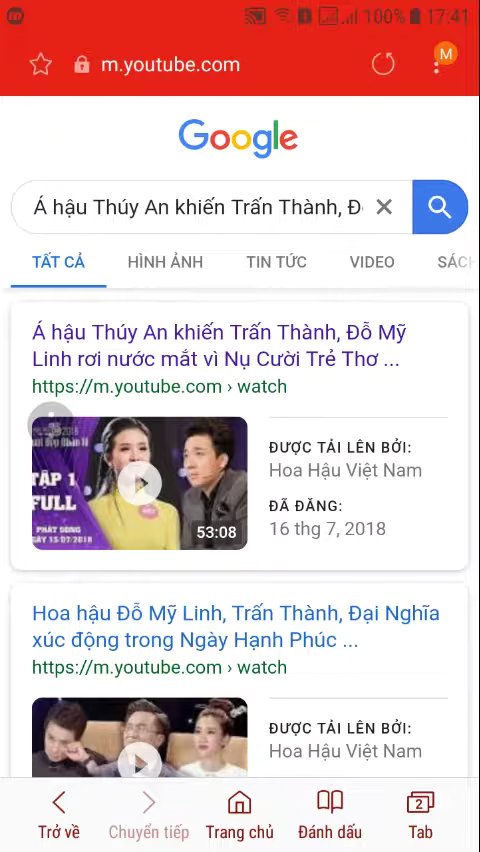 100% 17:41
m.youtube.com
M
Google
Á hậu Thúy An khiến Trấn Thành, Đ
TẤT CẢ HÌNH ẢNH TIN TỨC VIDEO SÁCH
Á hậu Thúy An khiến Trấn Thành, Đỗ Mỹ
Linh rơi nước mắt vì Nụ Cười Trẻ Thơ ...
https://m.youtube.com › watch
TẬP 1
FULL
PHÁT SÓNG
NGÀY 15/07/2018
53:08
ĐƯỢC TẢI LÊN BỞI:
Hoa Hậu Việt Nam
ĐÃ ĐĂNG:
16 thg 7, 2018
Hoa hậu Đỗ Mỹ Linh, Trấn Thành, Đại Nghĩa
xúc động trong Ngày Hạnh Phúc ...
https://m.youtube.com › watch
ĐƯỢC TẢI LÊN BỞI:
Hoa Hậu Việt Nam
2
Trở về Chuyển tiếp Trang chủ Đánh dấu Tab